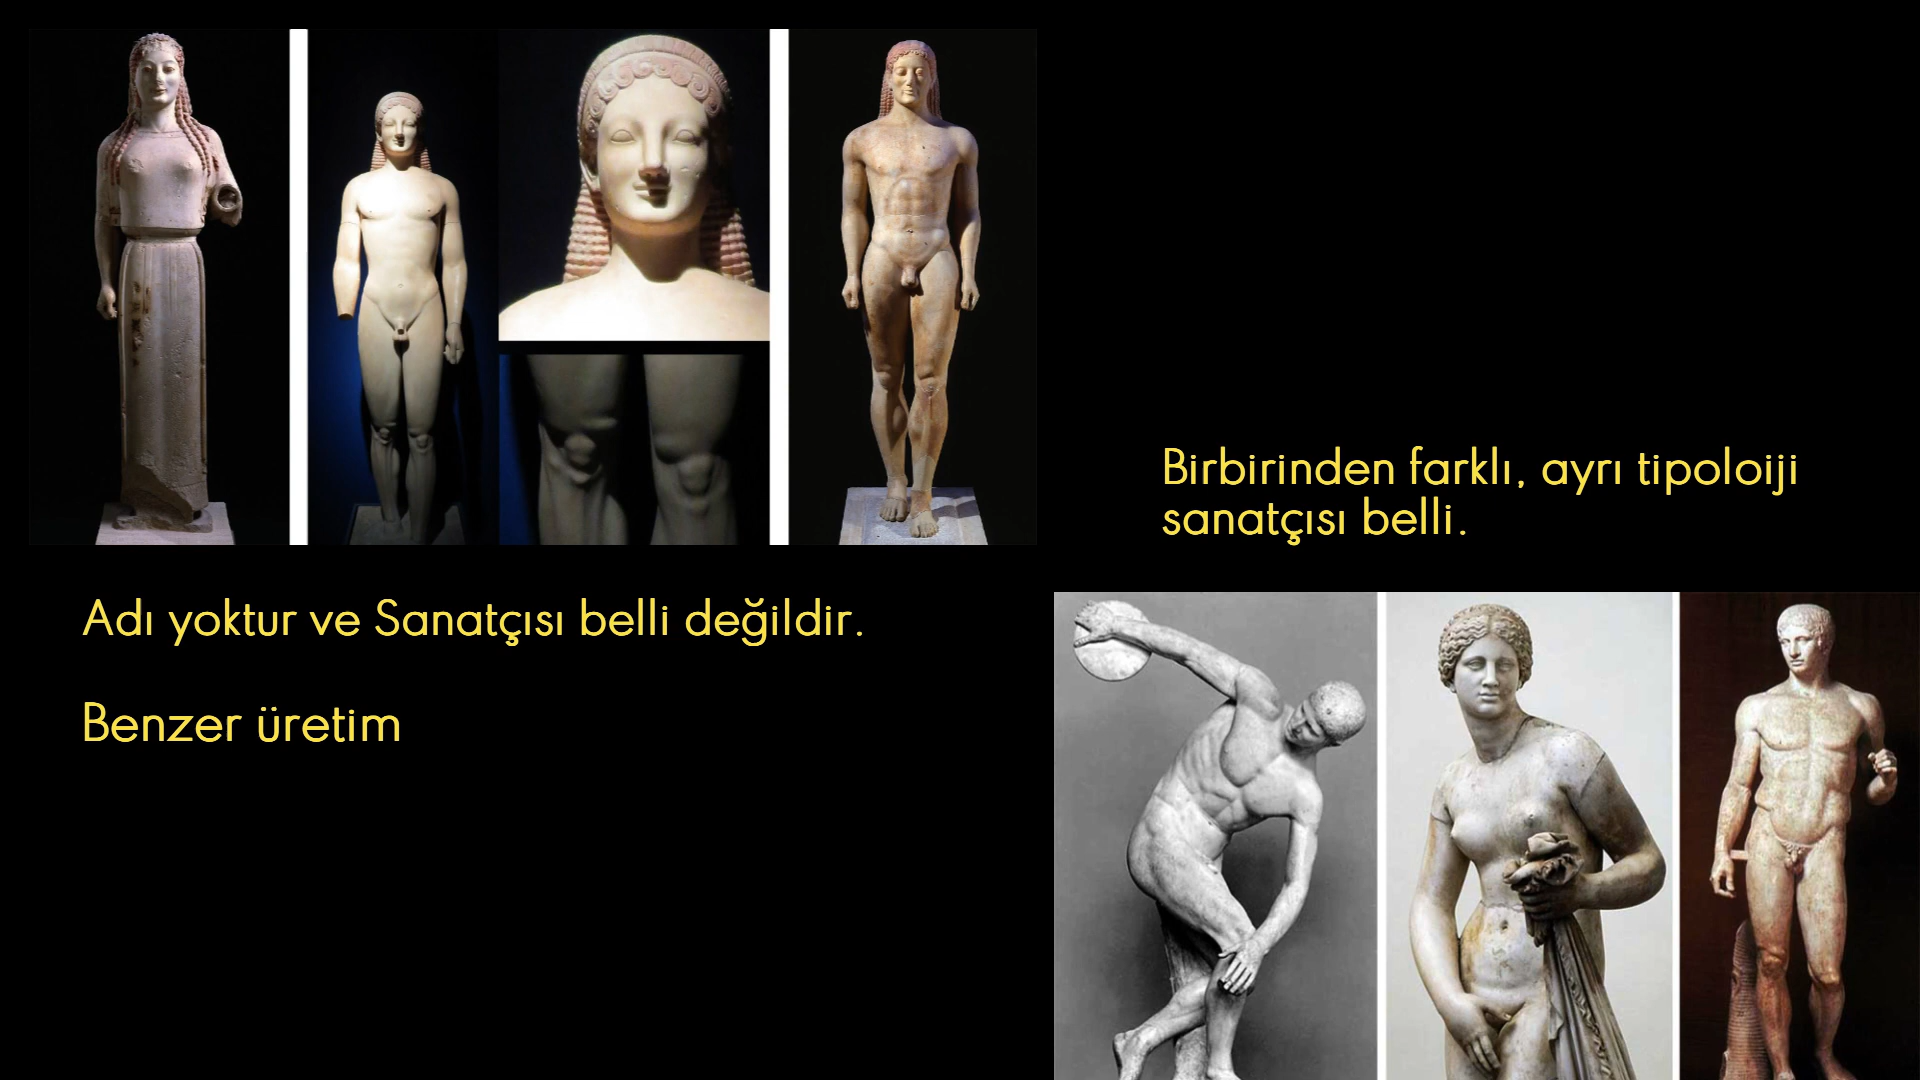 Birbirinden farklı, ayrı tipoloiji
sanatçısı belli.
Adı yoktur ve Sanatçısı belli değildir.
Benzer üretim